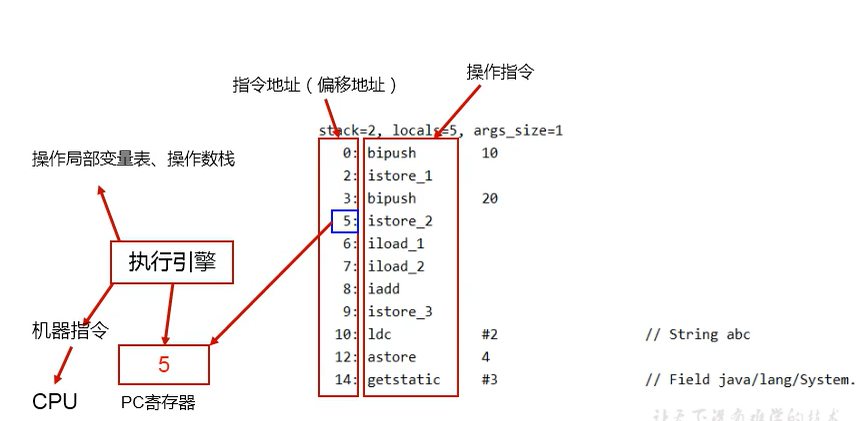 操作指令
指令地址（偏移地址）
stack=2, locals=5, args_size=1
操作局部变量表、操作数栈
0: bipush 10
2: istore_1
3: bipush 20
5: istore_2
6: iload_1
7: iload_2
8: iadd
9: istore_3
10: ldc #2 // String abc
12: astore 4
14: getstatic #3 // Field java/lang/System.
执行引擎
机器指令
5
CPU
PC寄存器